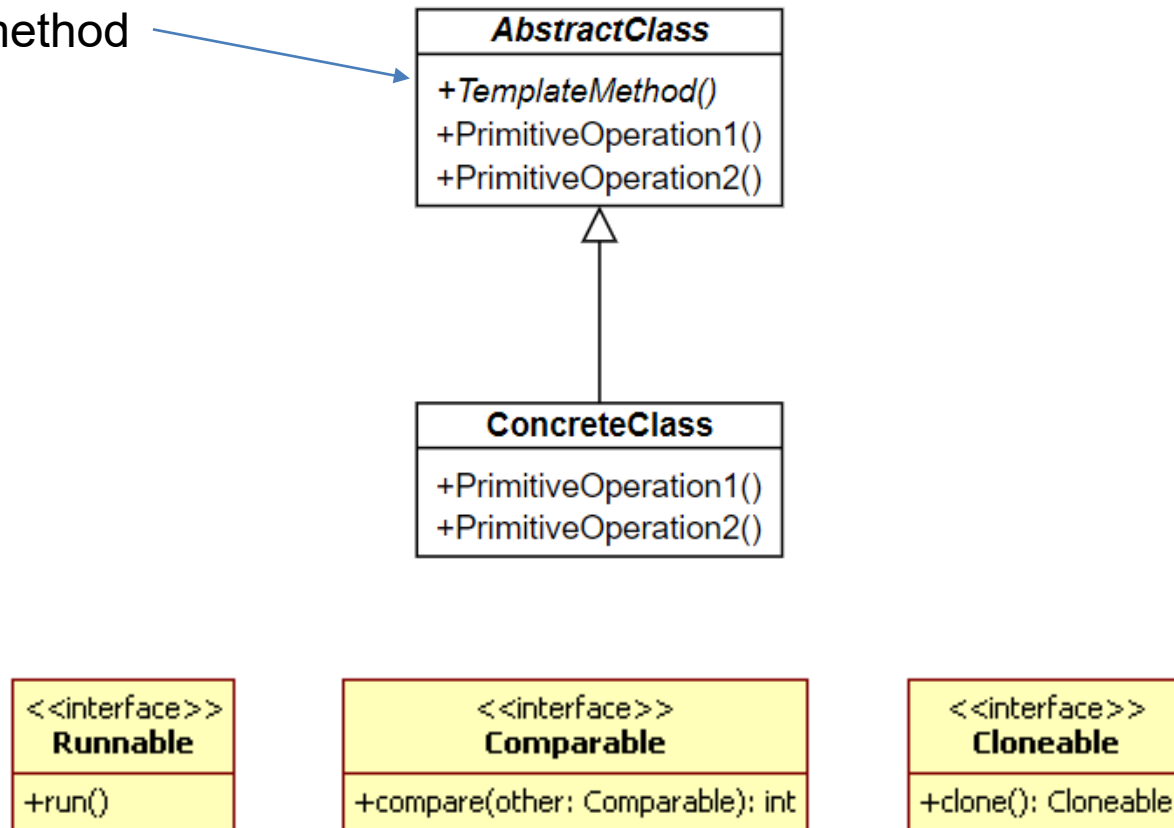 method
AbstractClass
+TemplateMethod()
+PrimitiveOperation1()
+PrimitiveOperation2()
ConcreteClass
+PrimitiveOperation1()
+PrimitiveOperation2()
<<interface>>
Runnable
+run()
<<interface>>
Comparable
+compare(other: Comparable): int
<<interface>>
Cloneable
+clone(): Cloneable